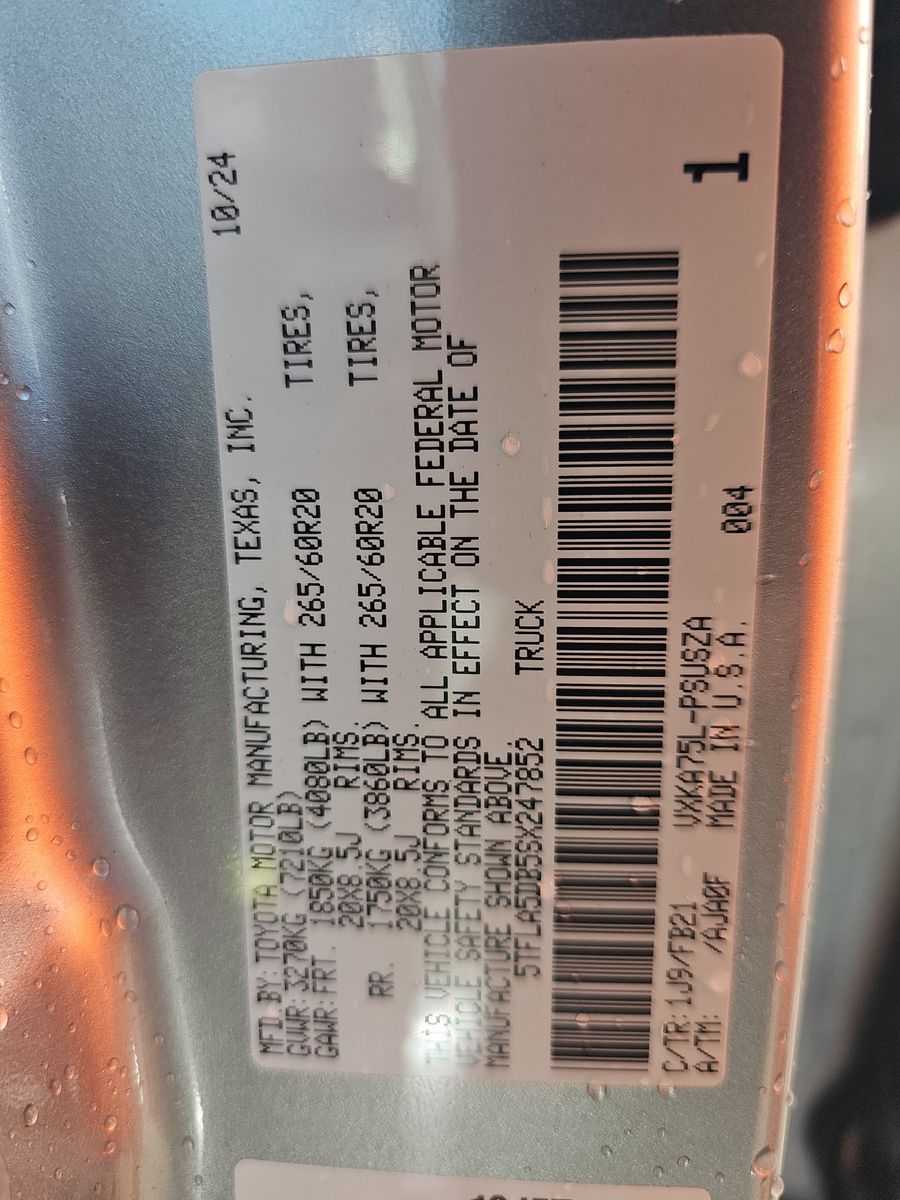 10/24
MFD.BY:TOYOTA MOTOR MANUFACTURING, TEXAS, INC.
GVWR:3270KG (7210LB)
GAWR:FRT. 1850KG (4080LB) WITH 265/60R20 TIRES,
20X8.5J RIMS.
RR. 1750KG (3860LB) WITH 265/60R20 TIRES,
20X8.5J RIMS.
THIS VEHICLE CONFORMS TO ALL APPLICABLE FEDERAL MOTOR
VEHICLE SAFETY STANDARDS IN EFFECT ON THE DATE OF
MANUFACTURE SHOWN ABOVE.
5TFLA5DB5SX247852 TRUCK
1
C/TR:1J9/FB21 VXKA75L-PSUSZA 004
A/TM: /AJA0F MADE IN U.S.A.